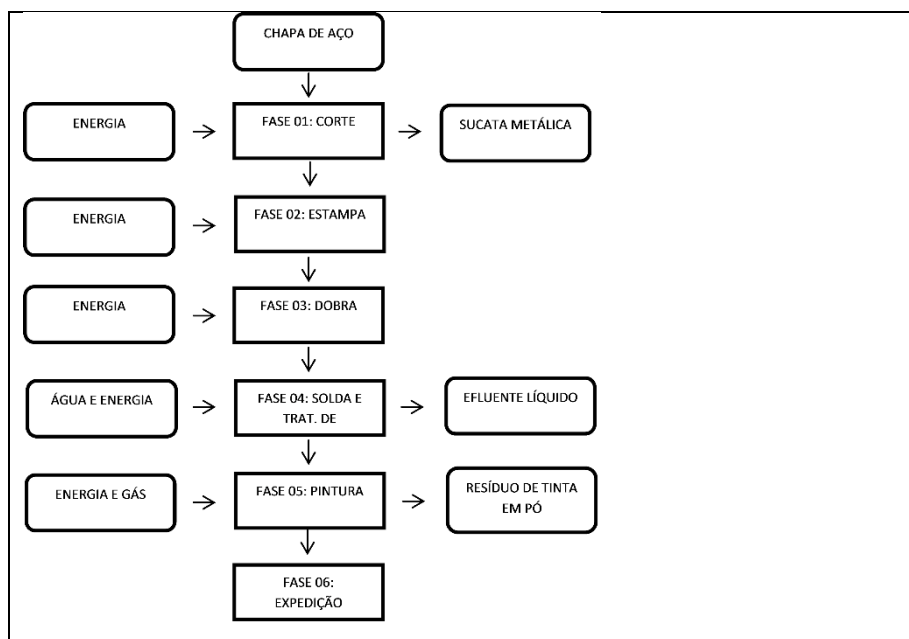 CHAPA DE AÇO
ENERGIA
FASE 01: CORTE
SUCATA METÁLICA
ENERGIA
FASE 02: ESTAMPA
ENERGIA
FASE 03: DOBRA
ÁGUA E ENERGIA
FASE 04: SOLDA E
TRAT. DE
EFLUENTE LÍQUIDO
ENERGIA E GÁS
FASE 05: PINTURA
RESÍDUO DE TINTA
EM PÓ
FASE 06:
EXPEDIÇÃO